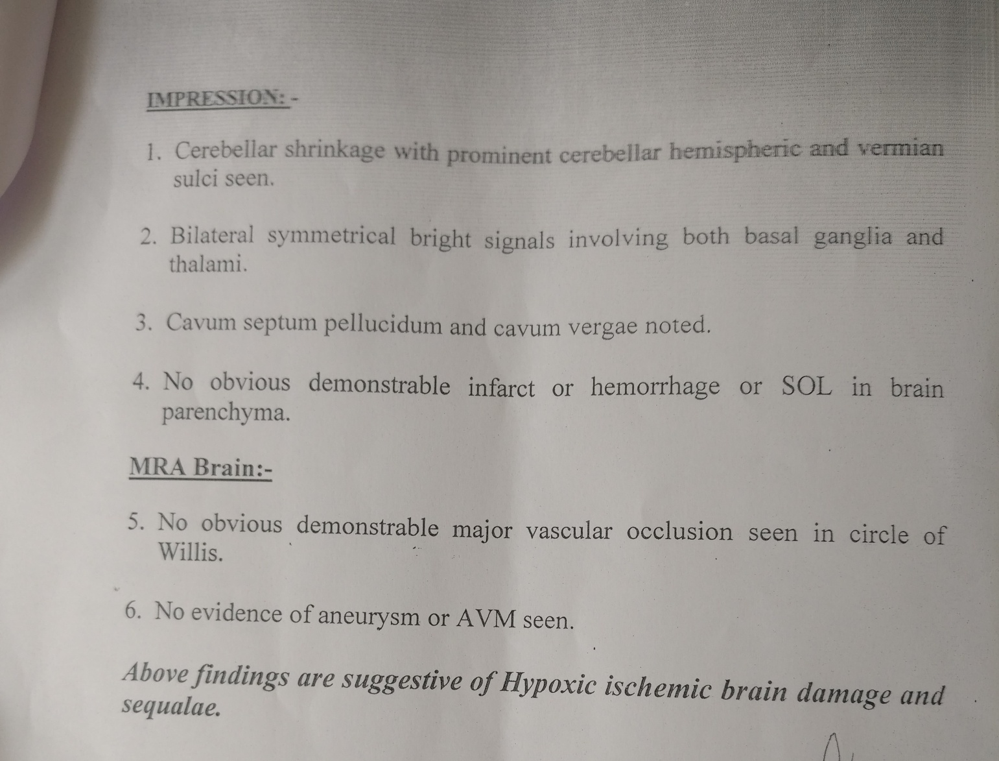 IMPRESSION: -
1. Cerebellar shrinkage with prominent cerebellar hemispheric and vermian
sulci seen.
2. Bilateral symmetrical bright signals involving both basal ganglia and
thalami.
3. Cavum septum pellucidum and cavum vergae noted.
4. No obvious demonstrable infarct or hemorrhage or SOL in brain
parenchyma.
MRA Brain:-
5. No obvious demonstrable major vascular occlusion seen in circle of
Willis.
6. No evidence of aneurysm or AVM seen.
Above findings are suggestive of Hypoxic ischemic brain damage and
sequalae.